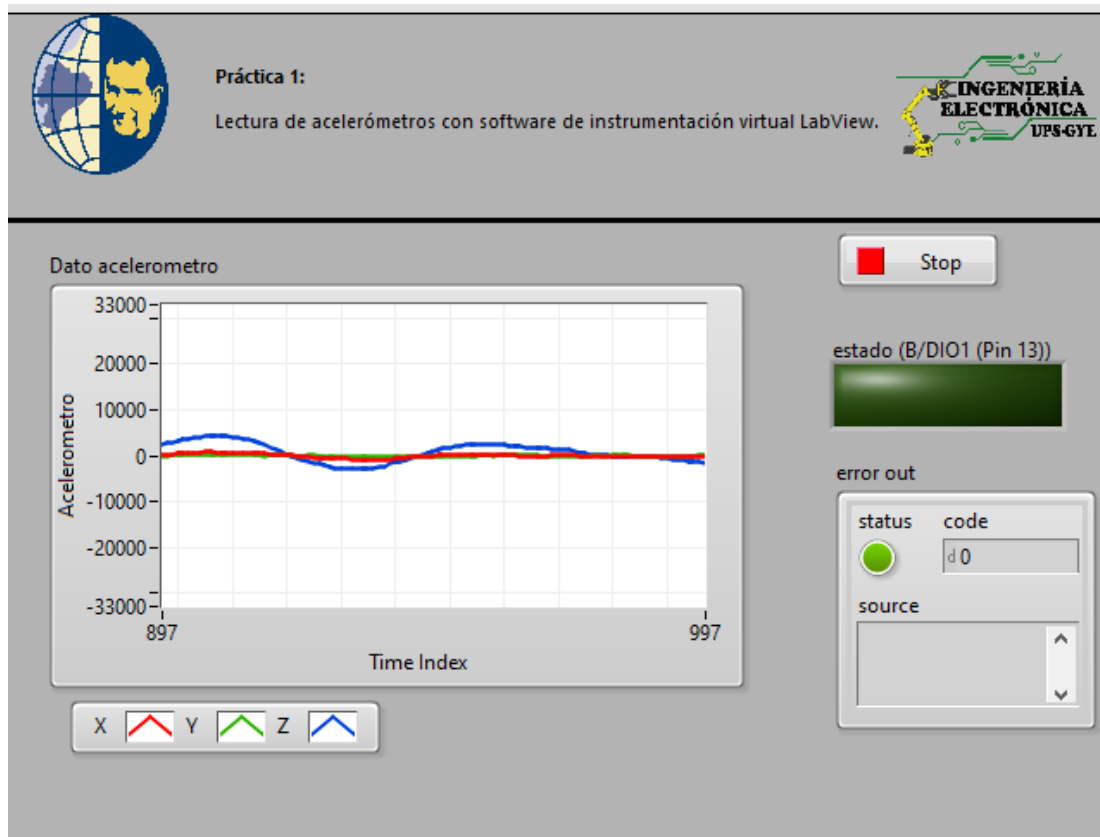 Práctica 1:
Lectura de acelerómetros con software de instrumentación virtual LabView.
INGENIERÍA
ELECTRÓNICA
UPS-GYE
Dato acelerometro
Stop
33000
20000
10000
0
-10000
-20000
-33000
Acelerometro
897
997
Time Index
X Y Z
estado (B/DIO1 (Pin 13))
error out
status code
d 0
source